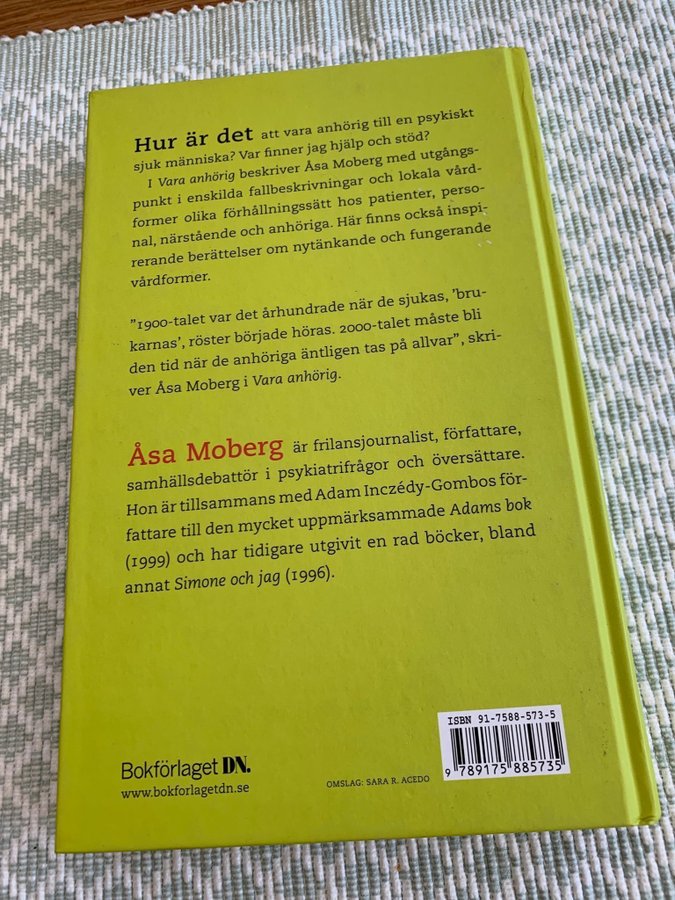 Hur är det att vara anhörig till en psykiskt
sjuk människa? Var finner jag hjälp och stöd?
I Vara anhörig beskriver Åsa Moberg med utgångs-
punkt i enskilda fallbeskrivningar och lokala vård-
former olika förhållningssätt hos patienter, perso-
nal, närstående och anhöriga. Här finns också inspi-
rerande berättelser om nytänkande och fungerande
vårdformer.
”1900-talet var det århundrade när de sjukas, ’bru-
karnas’, röster började höras. 2000-talet måste bli
den tid när de anhöriga äntligen tas på allvar”, skri-
ver Åsa Moberg i Vara anhörig.
Åsa Moberg är frilansjournalist, författare,
samhällsdebattör i psykiatrifrågor och översättare.
Hon är tillsammans med Adam Inczédy-Gombos för-
fattare till den mycket uppmärksammade Adams bok
(1999) och har tidigare utgivit en rad böcker, bland
annat Simone och jag (1996).
ISBN 91-7588-573-5
9 789175 885735
Bokförlaget DN.
www.bokforlagetdn.se
OMSLAG: SARA R. ACEDO